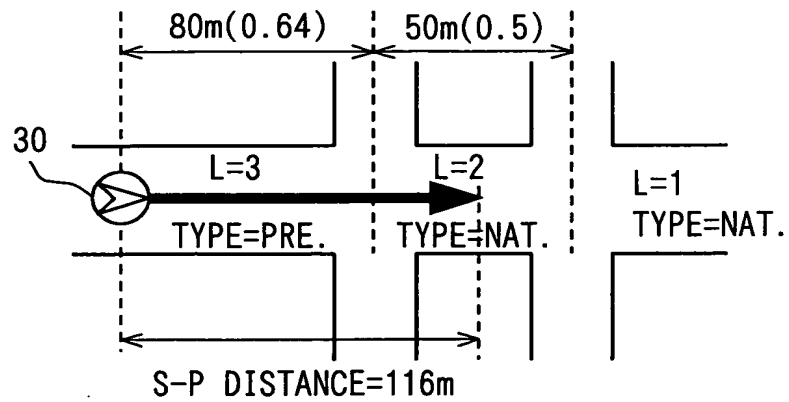 80m(0.64)
50m(0.5)
30
L=3
L=2
L=1
TYPE=PRE.
TYPE=NAT.
TYPE=NAT.
S-P DISTANCE=116m